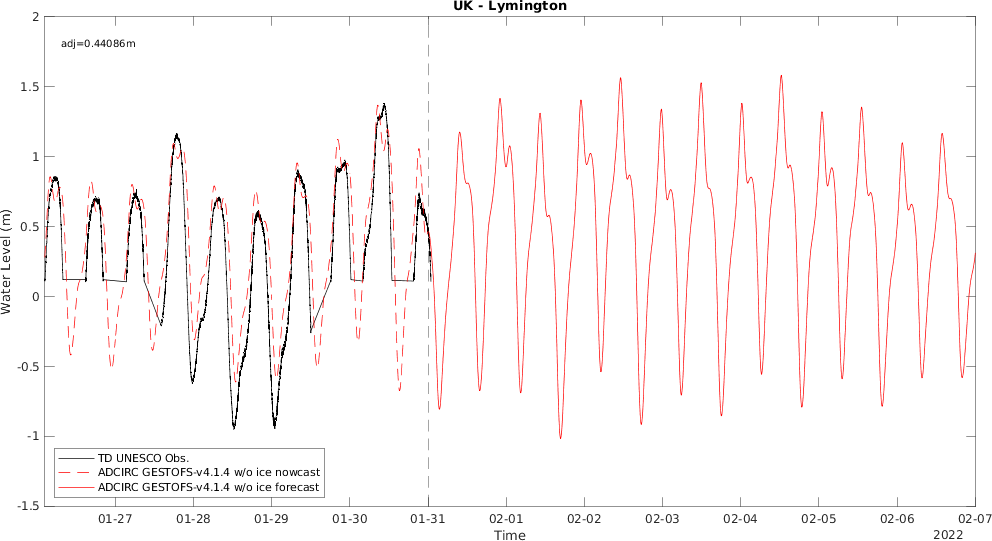 UK - Lymington
adj=0.44086m
Water Level (m)
2
1.5
1
0.5
0
-0.5
-1
-1.5
TD UNESCO Obs.
ADCIRC GESTOFS-v4.1.4 w/o ice nowcast
ADCIRC GESTOFS-v4.1.4 w/o ice forecast
01-27 01-28 01-29 01-30 01-31 02-01 02-02 02-03 02-04 02-05 02-06 02-07
Time
2022